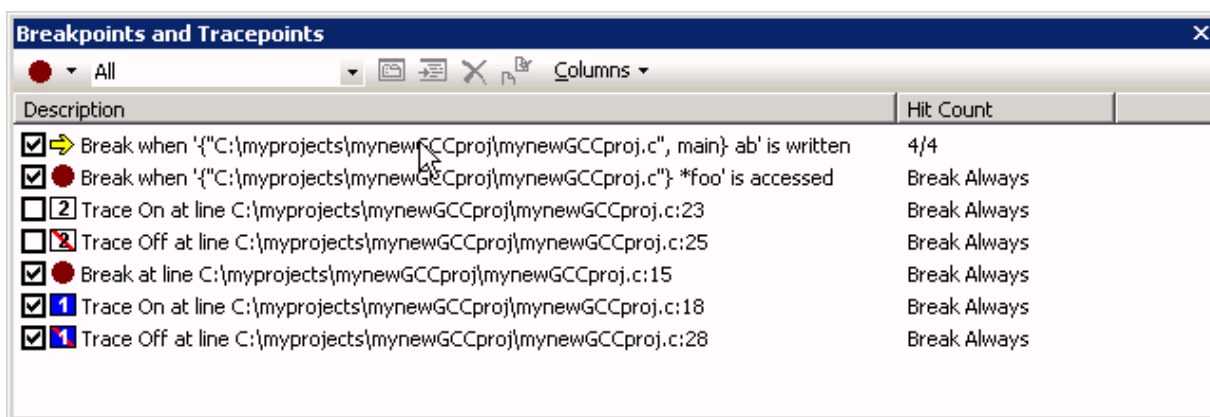 Breakpoints and Tracepoints
All Columns
Description Hit Count
Break when '{"C:\myprojects\mynewGCCproj\mynewGCCproj.c", main} ab' is written 4/4
Break when '{"C:\myprojects\mynewGCCproj\mynewGCCproj.c"} *foo' is accessed Break Always
2 Trace On at line C:\myprojects\mynewGCCproj\mynewGCCproj.c:23 Break Always
2 Trace Off at line C:\myprojects\mynewGCCproj\mynewGCCproj.c:25 Break Always
Break at line C:\myprojects\mynewGCCproj\mynewGCCproj.c:15 Break Always
1 Trace On at line C:\myprojects\mynewGCCproj\mynewGCCproj.c:18 Break Always
1 Trace Off at line C:\myprojects\mynewGCCproj\mynewGCCproj.c:28 Break Always